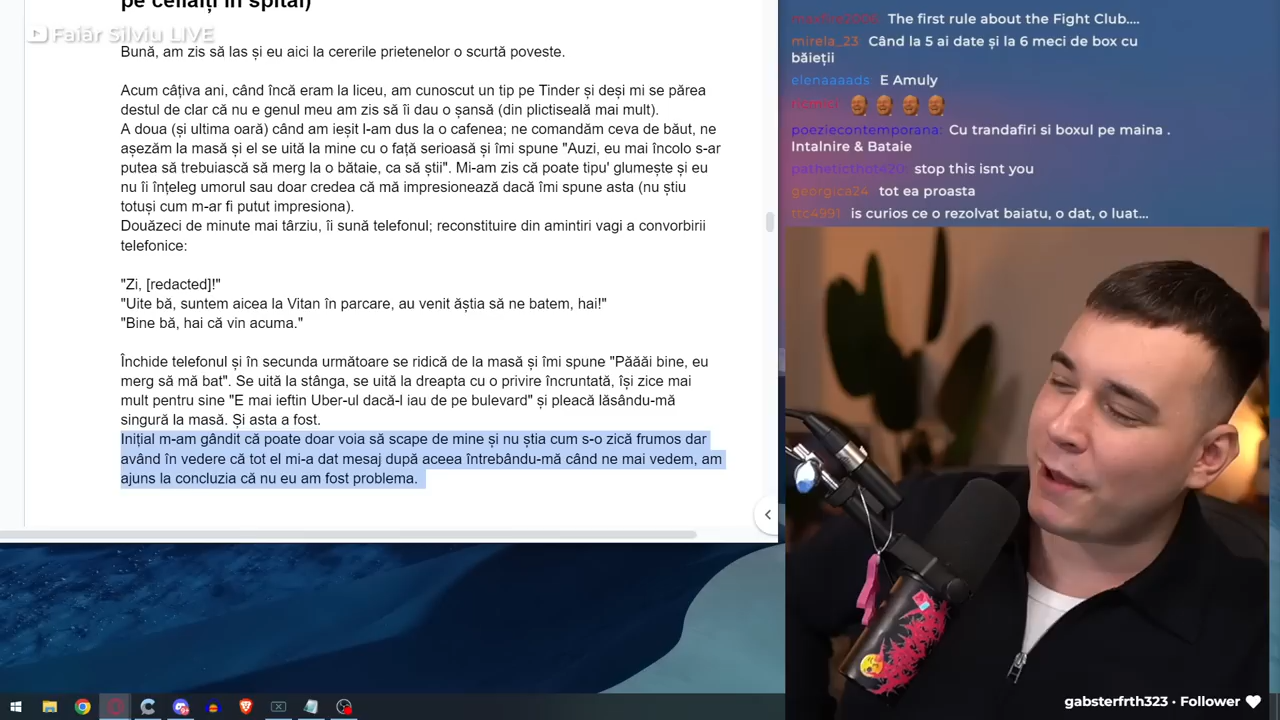 pe ceilalți în spital)
Faiăr Silviu LIVE
Bună, am zis să las și eu aici la cererile prietenelor o scurtă poveste.
Acum câțiva ani, când încă eram la liceu, am cunoscut un tip pe Tinder și deși mi se părea
destul de clar că nu e genul meu am zis să îi dau o șansă (din plictiseală mai mult).
A doua (și ultima oară) când am ieșit l-am dus la o cafenea; ne comandăm ceva de băut, ne
așezăm la masă și el se uită la mine cu o față serioasă și îmi spune "Auzi, eu mai încolo s-ar
putea să trebuiască să merg la o bătaie, ca să știi". Mi-am zis că poate tipu' glumește și eu
nu îi înțeleg umorul sau doar credea că mă impresionează dacă îmi spune asta (nu știu
totuși cum m-ar fi putut impresiona).
Douăzeci de minute mai târziu, îi sună telefonul; reconstituire din amintiri vagi a convorbirii
telefonice:
"Zi, [redacted]!"
"Uite bă, suntem aicea la Vitan în parcare, au venit ăștia să ne batem, hai!"
"Bine bă, hai că vin acuma."
Închide telefonul și în secunda următoare se ridică de la masă și îmi spune "Păăăi bine, eu
merg să mă bat". Se uită la stânga, se uită la dreapta cu o privire încruntată, își zice mai
mult pentru sine "E mai ieftin Uber-ul dacă-l iau de pe bulevard" și pleacă lăsându-mă
singură la masă. Și asta a fost.
Inițial m-am gândit că poate doar voia să scape de mine și nu știa cum s-o zică frumos dar
având în vedere că tot el mi-a dat mesaj după aceea întrebându-mă când ne mai vedem, am
ajuns la concluzia că nu eu am fost problema.
The first rule about the Fight Club....
mirela_23: Când la 5 ai date și la 6 meci de box cu
băieții
elenaaaads: E Amuly
poeziecontemporana: Cu trandafiri si boxul pe maina .
Intalnire & Bataie
patheticthot420: stop this isnt you
georgica24: tot ea proasta
ttc4991: is curios ce o rezolvat baiatu, o dat, o luat...
gabsterfrth323 · Follower